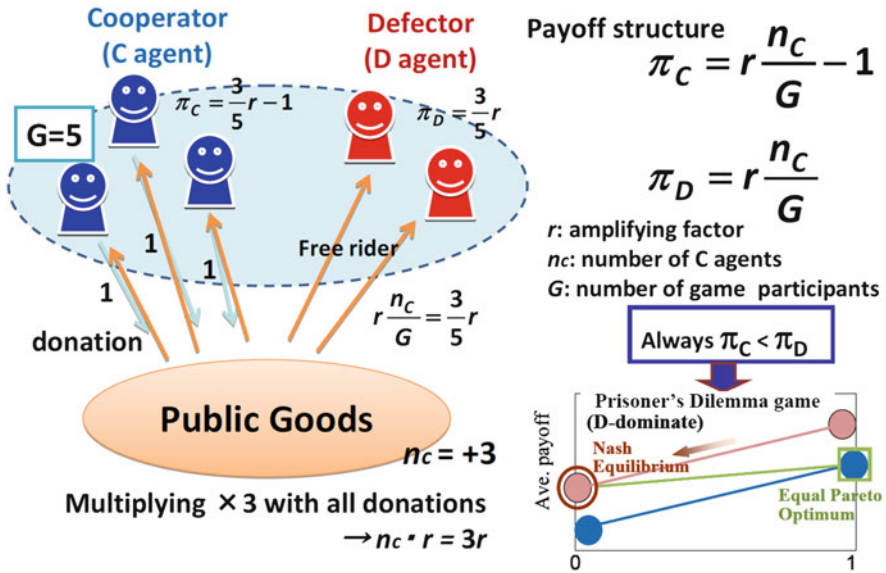 Cooperator
(C agent)
Defector
(D agent)
G=5
π_C = 3/5 r − 1
π_D = 3/5 r
1
1
1
Free rider
donation
r n_C/G = 3/5 r
Public Goods
n_C = +3
Multiplying ×3 with all donations
→ n_C · r = 3r
Payoff structure
π_C = r n_C/G − 1
π_D = r n_C/G
r: amplifying factor
nc: number of C agents
G: number of game participants
Always π_C < π_D
Prisoner's Dilemma game
(D-dominate)
Nash
Equilibrium
Equal Pareto
Optimum
Ave. payoff
0
1